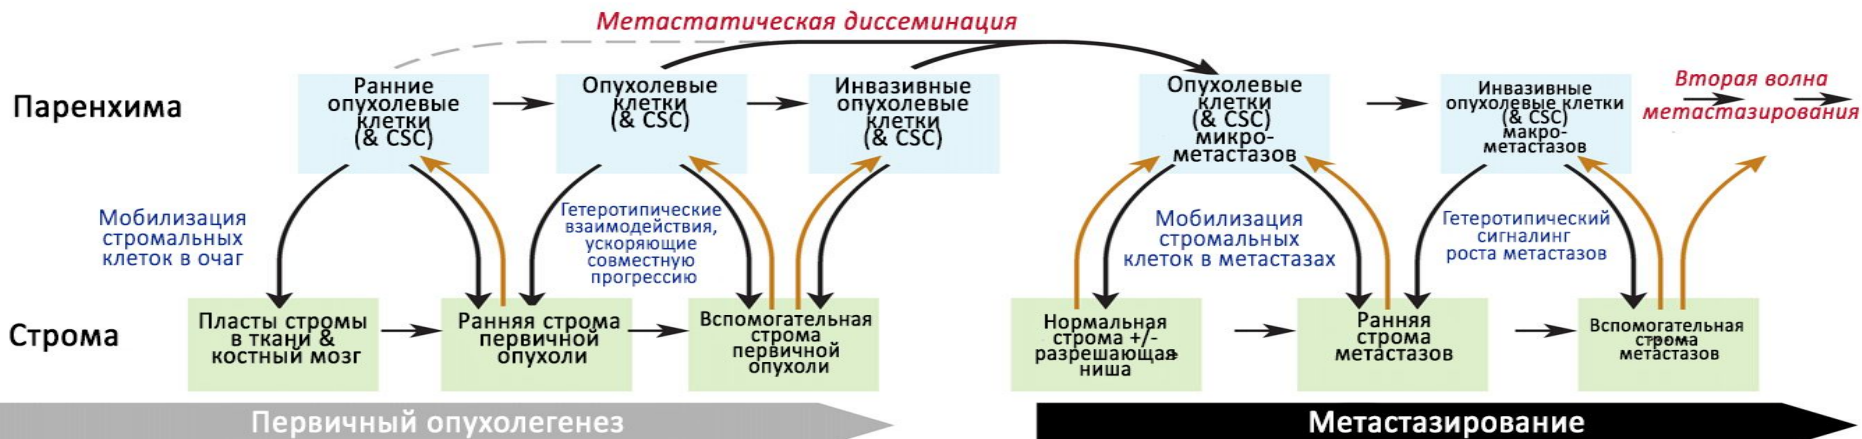 Метастатическая диссеминация
Паренхима
Ранние
опухолевые
клетки
(& CSC)
Опухолевые
клетки
(& CSC)
Инвазивные
опухолевые
клетки
(& CSC)
Опухолевые
клетки
(& CSC)
микро-
метастазов
Инвазивные
опухолевые клетки
(& CSC)
макро-
метастазов
Вторая волна
метастазирования
Мобилизация
стромальных
клеток в очаг
Гетеротипические
взаимодействия,
ускоряющие
совместную
прогрессию
Мобилизация
стромальных
клеток в метастазах
Гетеротипический
сигналинг
роста метастазов
Строма
Пласты стромы
в ткани &
костный мозг
Ранняя строма
первичной
опухоли
Вспомогательная
строма
первичной
опухоли
Нормальная
строма +/-
разрешающая
ниша
Ранняя
строма
метастазов
Вспомогательная
строма
метастазов
Первичный опухолегенез
Метастазирование